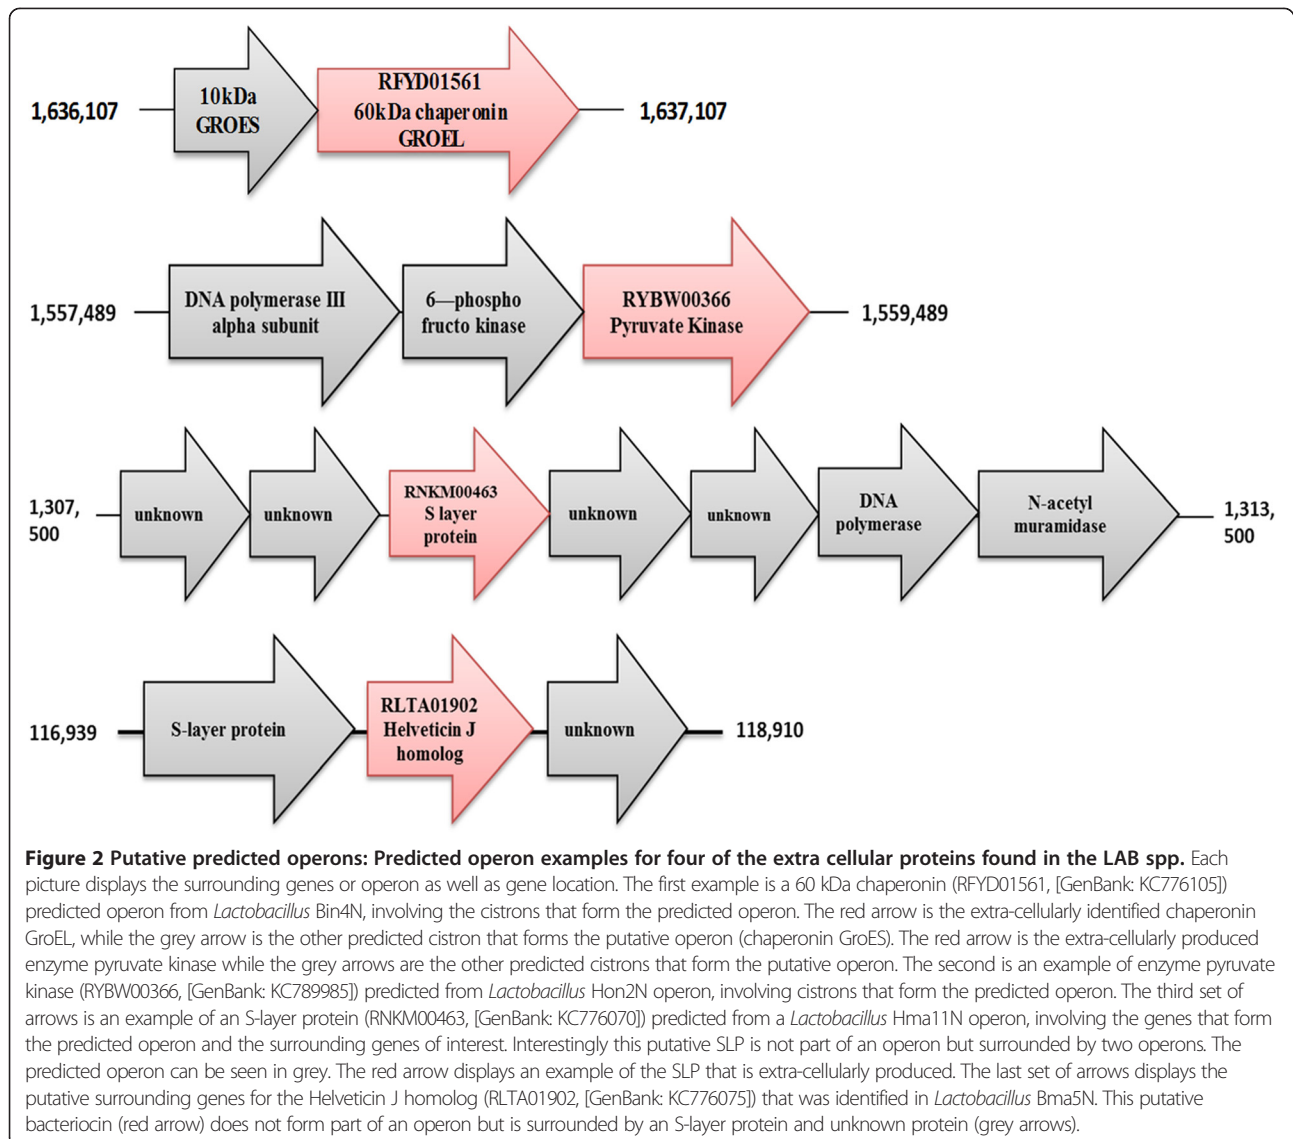 1,636,107
10kDa
GROES
RFYD01561
60kDa chaperonin
GROEL
1,637,107
1,557,489
DNA polymerase III
alpha subunit
6—phospho
fructo kinase
RYBW00366
Pyruvate Kinase
1,559,489
1,307,
500
unknown
unknown
RNKM00463
S layer
protein
unknown
unknown
DNA
polymerase
N-acetyl
muramidase
1,313,
500
116,939
S-layer protein
RLTA01902
Helveticin J
homolog
unknown
118,910
Figure 2 Putative predicted operons: Predicted operon examples for four of the extra cellular proteins found in the LAB spp. Each
picture displays the surrounding genes or operon as well as gene location. The first example is a 60 kDa chaperonin (RFYD01561, [GenBank: KC776105])
predicted operon from Lactobacillus Bin4N, involving the cistrons that form the predicted operon. The red arrow is the extra-cellularly identified chaperonin
GroEL, while the grey arrow is the other predicted cistron that forms the putative operon (chaperonin GroES). The red arrow is the extra-cellularly produced
enzyme pyruvate kinase while the grey arrows are the other predicted cistrons that form the putative operon. The second is an example of enzyme pyruvate
kinase (RYBW00366, [GenBank: KC789985]) predicted from Lactobacillus Hon2N operon, involving cistrons that form the predicted operon. The third set of
arrows is an example of an S-layer protein (RNKM00463, [GenBank: KC776070]) predicted from a Lactobacillus Hma11N operon, involving the genes that form
the predicted operon and the surrounding genes of interest. Interestingly this putative SLP is not part of an operon but surrounded by two operons. The
predicted operon can be seen in grey. The red arrow displays an example of the SLP that is extra-cellularly produced. The last set of arrows displays the
putative surrounding genes for the Helveticin J homolog (RLTA01902, [GenBank: KC776075]) that was identified in Lactobacillus Bma5N. This putative
bacteriocin (red arrow) does not form part of an operon but is surrounded by an S-layer protein and unknown protein (grey arrows).